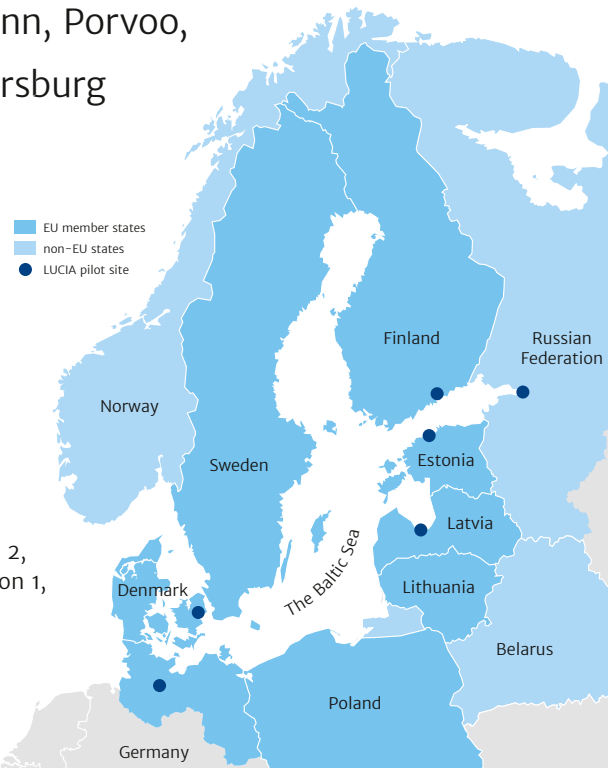 nn, Porvoo,
rsburg
EU member states
non-EU states
LUCIA pilot site
Finland
Russian
Federation
Norway
Sweden
Estonia
Latvia
2,
on 1,
The Baltic Sea
Denmark
Lithuania
Belarus
Poland
Germany